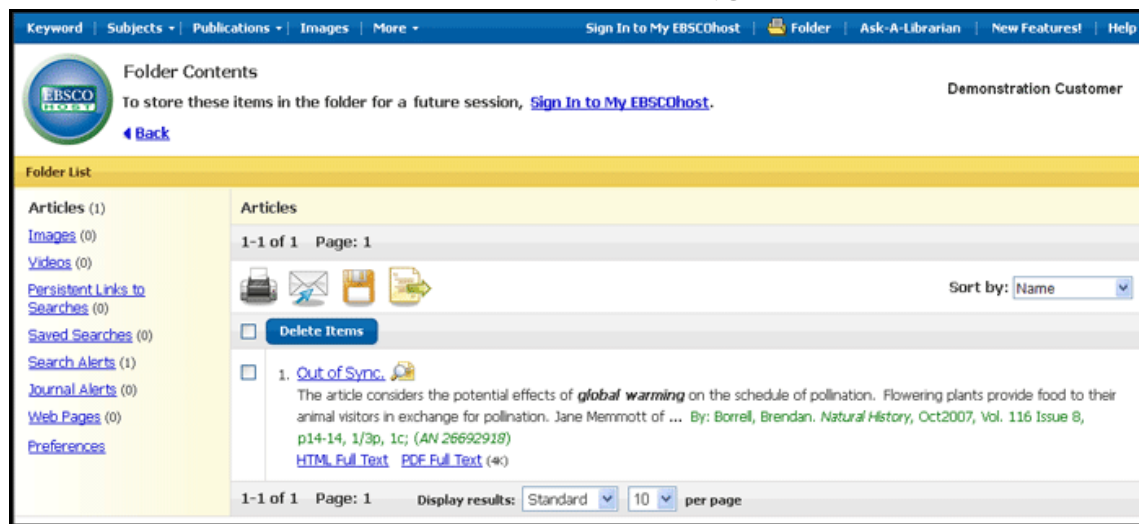 Keyword | Subjects | Publications | Images | More
Sign In to My EBSCOhost | Folder | Ask-A-Librarian | New Features! | Help
EBSCO
HOST
Folder Contents
To store these items in the folder for a future session, Sign In to My EBSCOhost.
Back
Demonstration Customer
Folder List
Articles (1)
Images (0)
Videos (0)
Persistent Links to
Searches (0)
Saved Searches (0)
Search Alerts (1)
Journal Alerts (0)
Web Pages (0)
Preferences
Articles
1-1 of 1 Page: 1
Sort by: Name
Delete Items
1. Out of Sync.
The article considers the potential effects of global warming on the schedule of pollination. Flowering plants provide food to their
animal visitors in exchange for pollination. Jane Memmott of ... By: Borrell, Brendan. Natural History, Oct2007, Vol. 116 Issue 8,
p14-14, 1/3p, 1c; (AN 26692918)
HTML Full Text PDF Full Text (4K)
1-1 of 1 Page: 1 Display results: Standard 10 per page